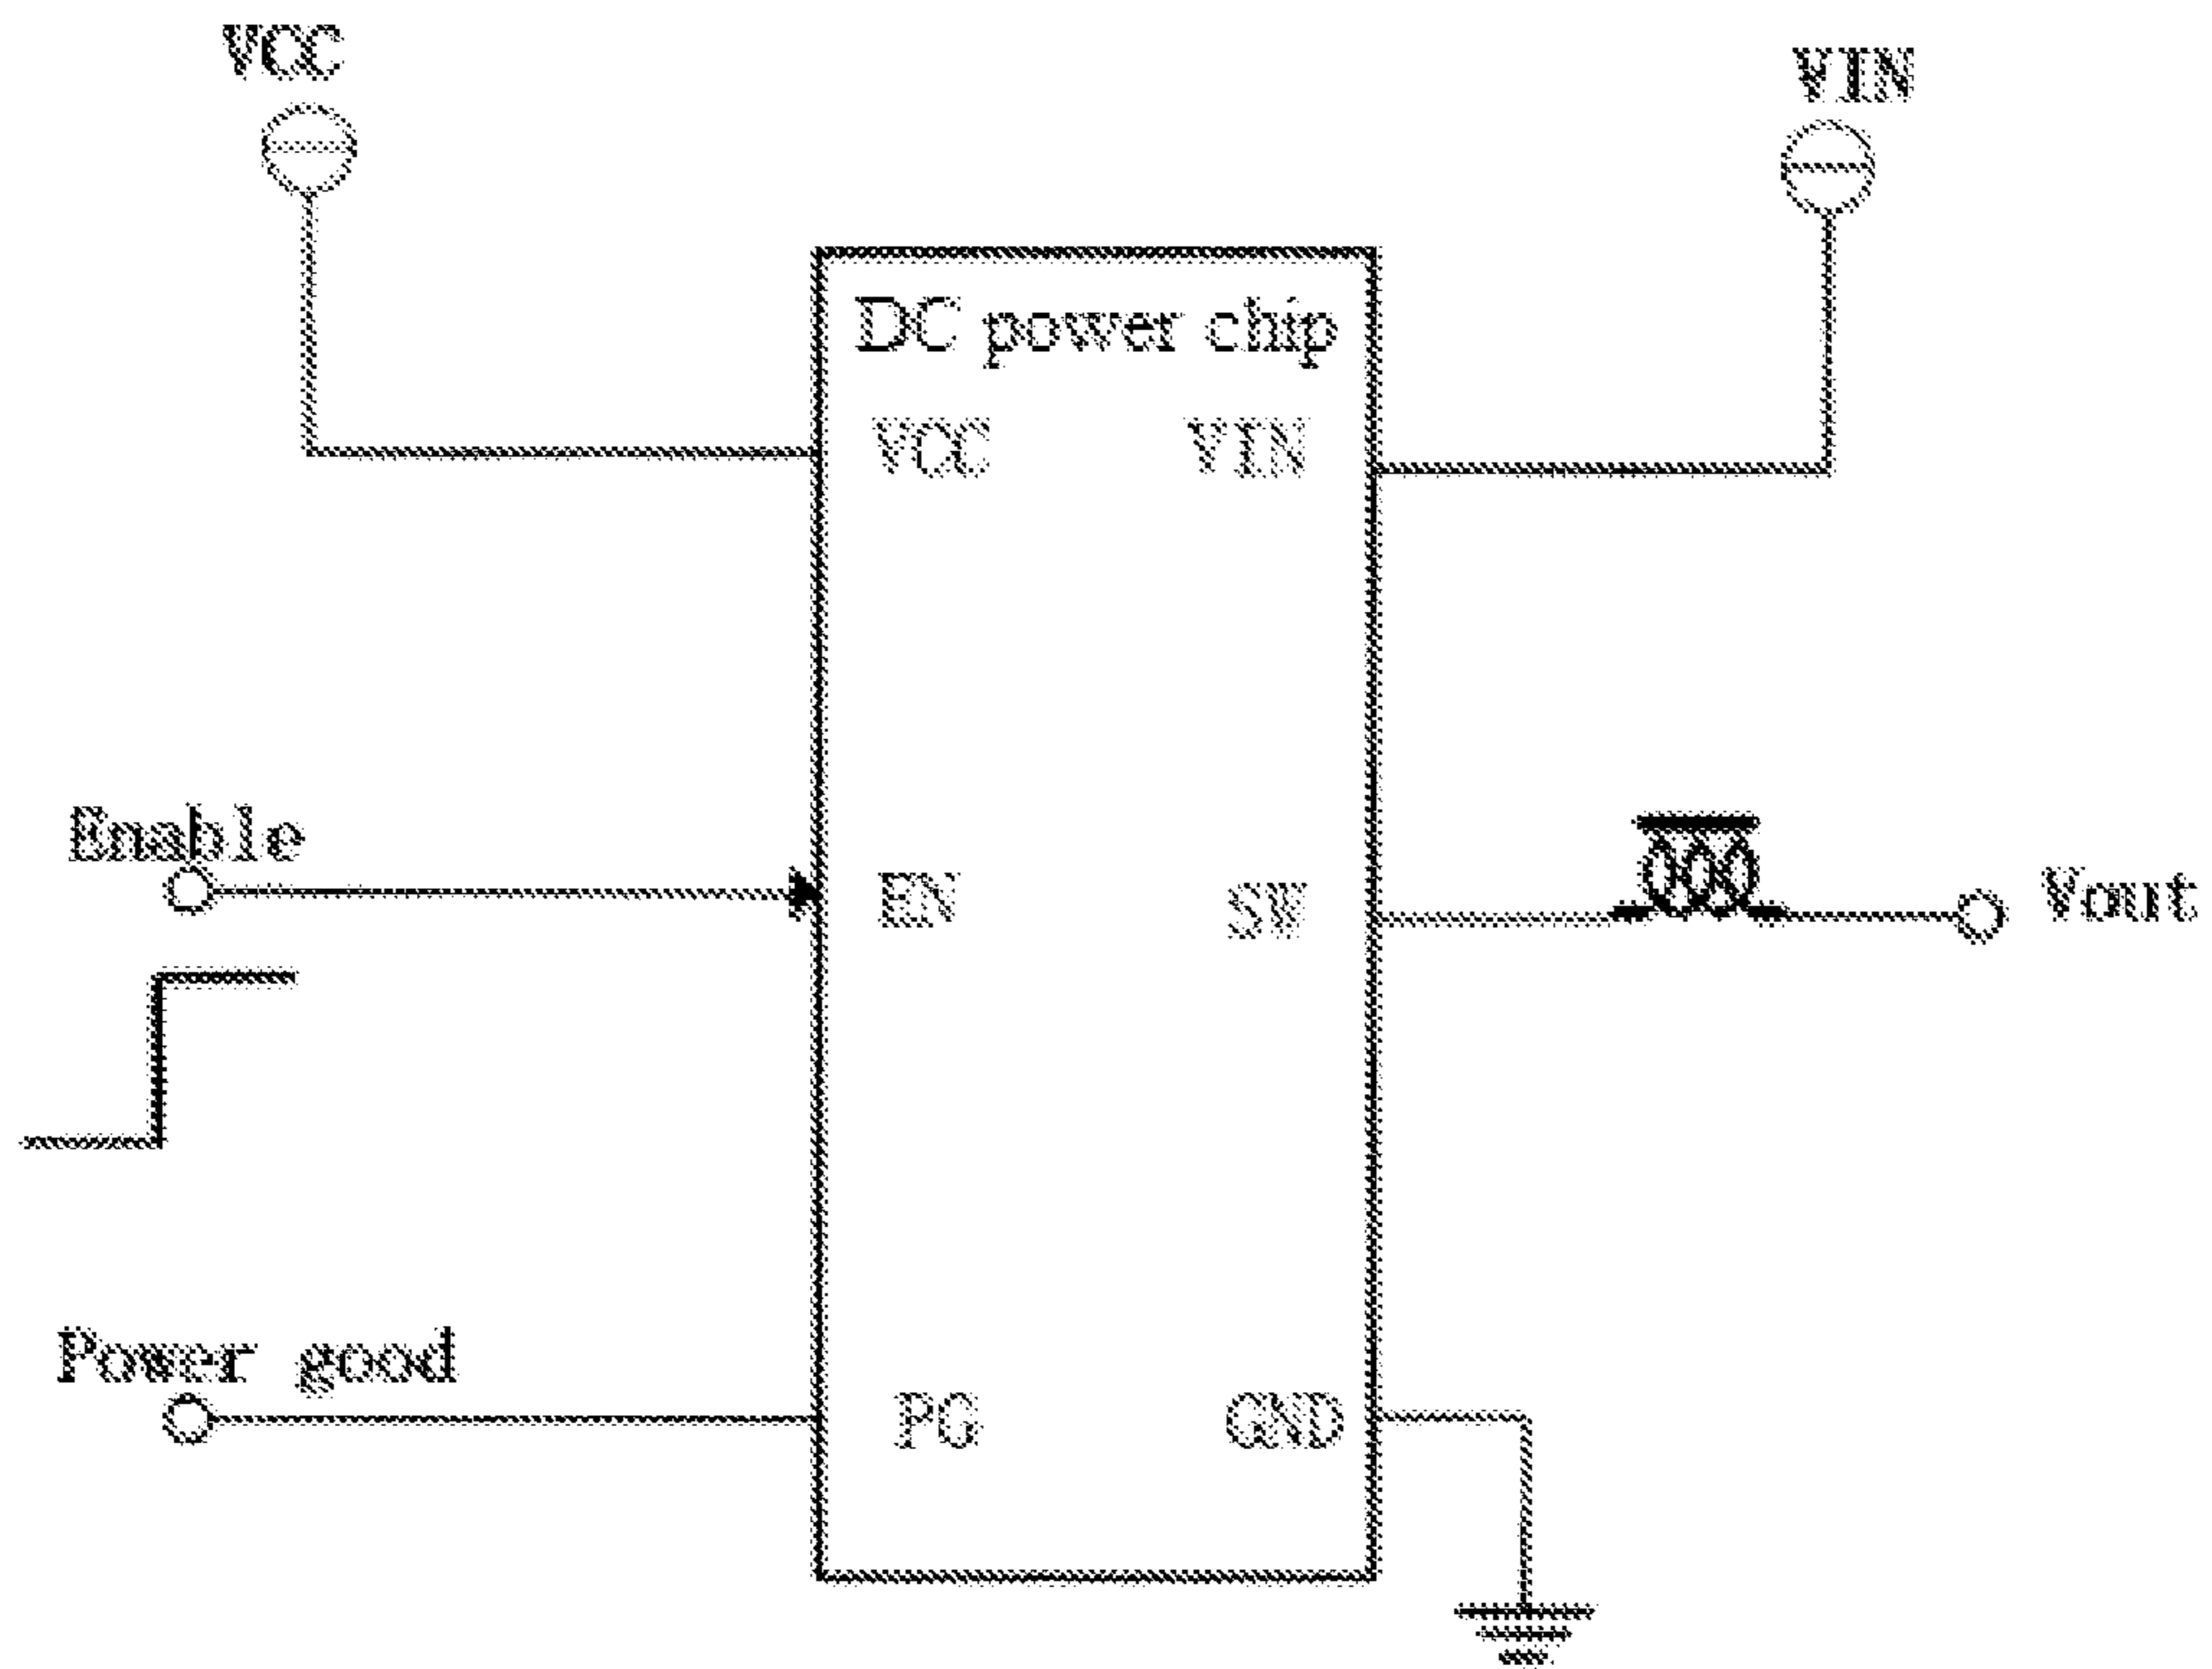 VCC
VIN
DC power chip
VCC VIN
Enable
EN SW Vout
Power good
PG GND